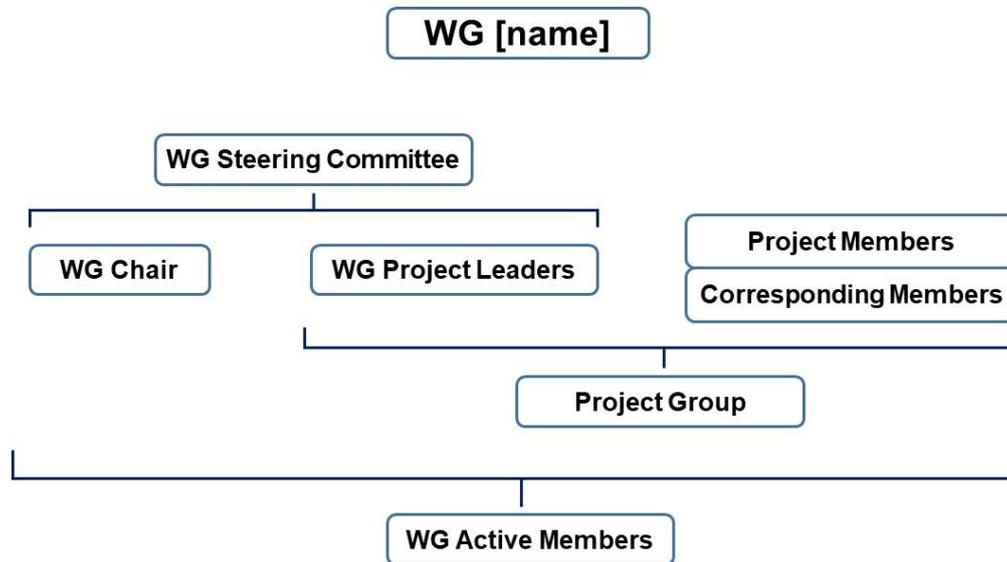 WG [name]
WG Steering Committee
WG Chair
WG Project Leaders
Project Members
Corresponding Members
Project Group
WG Active Members